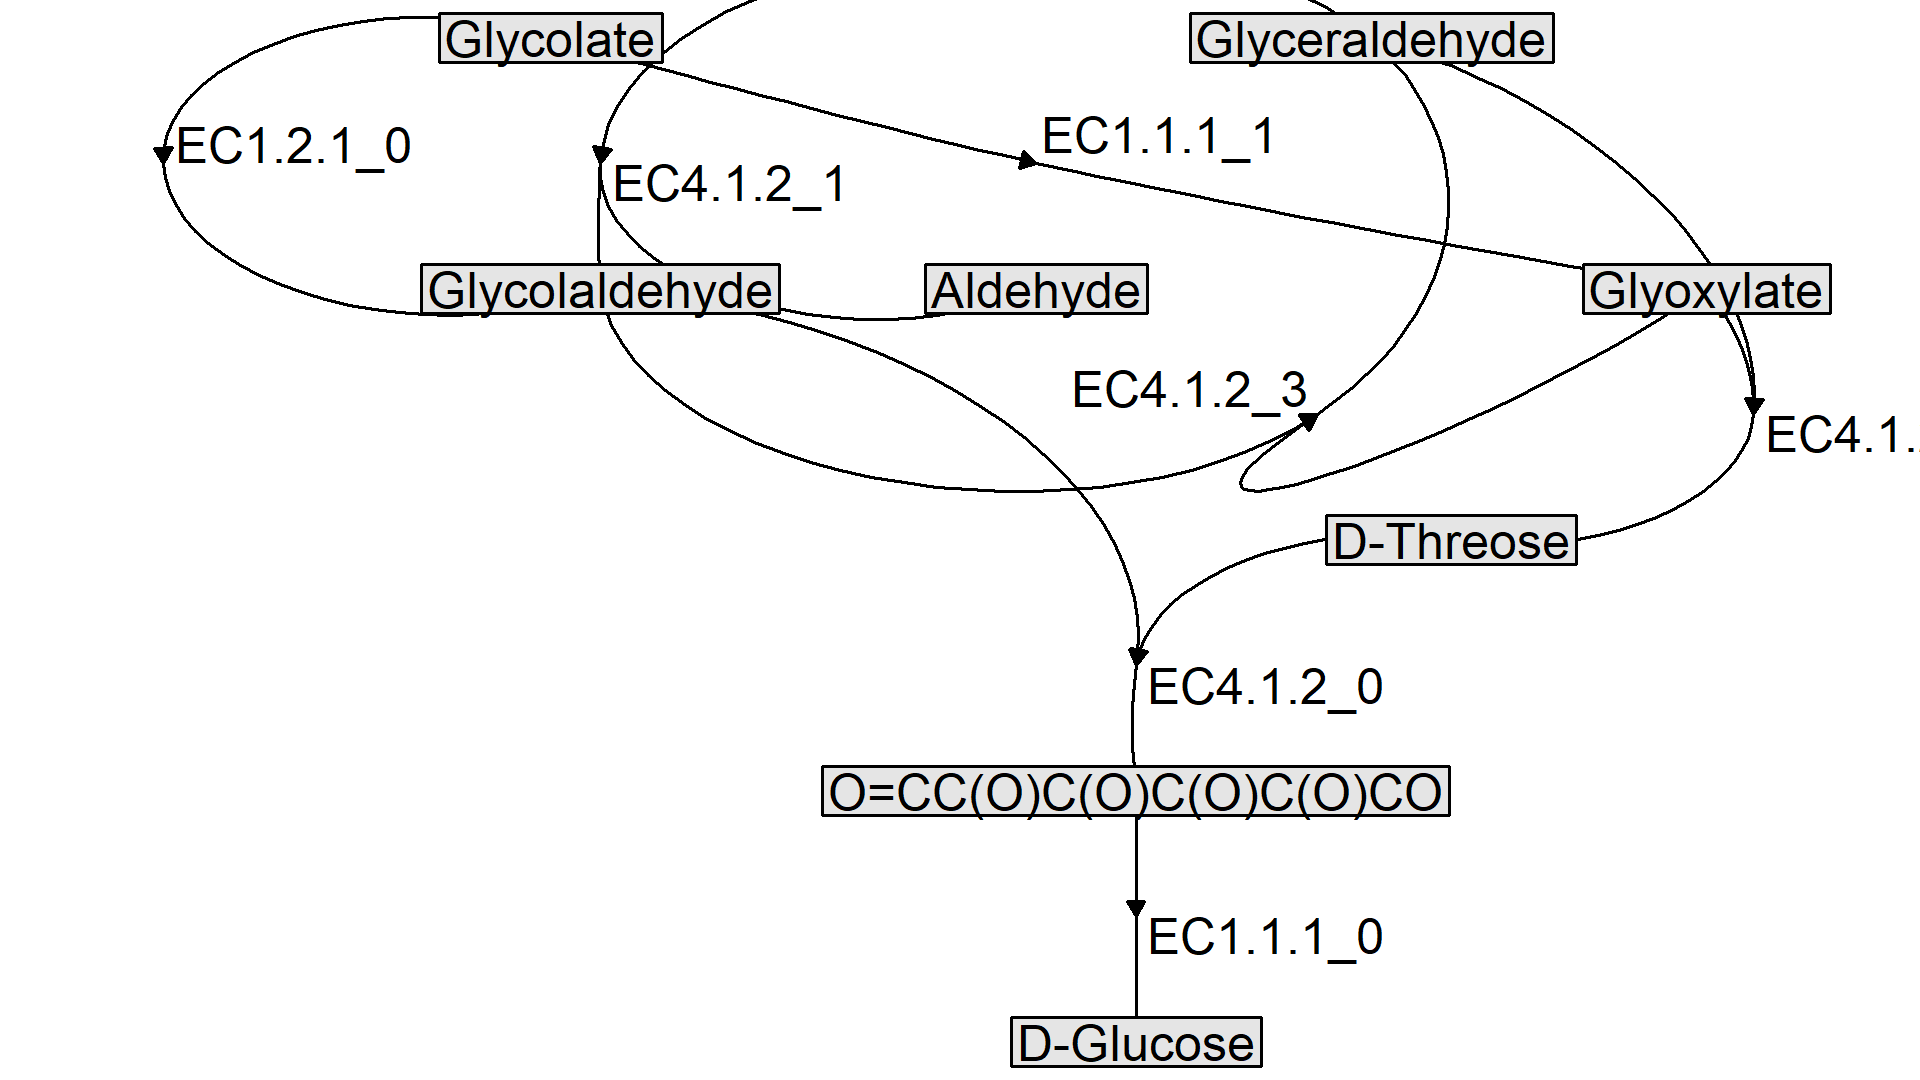 Glycolate
Glyceraldehyde
EC1.2.1_0
EC1.1.1_1
EC4.1.2_1
Glycolaldehyde
Aldehyde
Glyoxylate
EC4.1.2_3
EC4.1.
D-Threose
EC4.1.2_0
O=CC(O)C(O)C(O)C(O)CO
EC1.1.1_0
D-Glucose